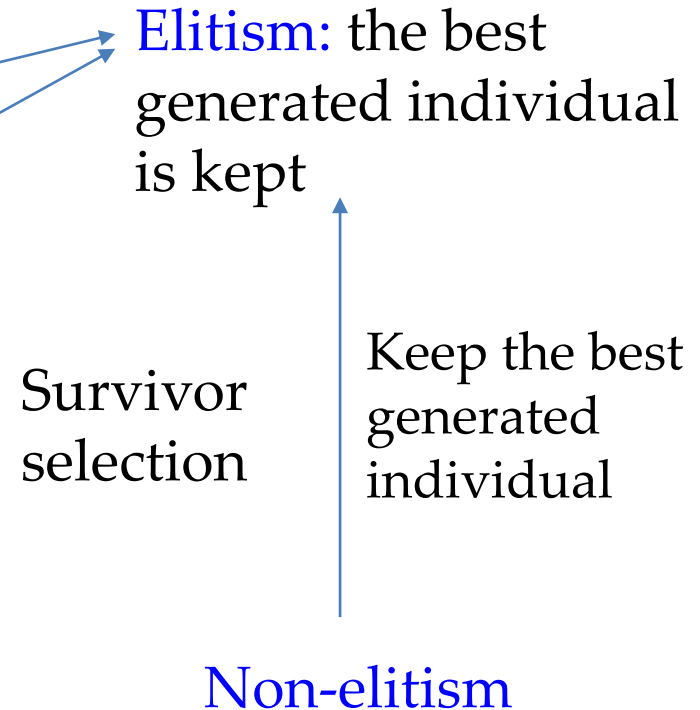 Elitism: the best
generated individual
is kept
Survivor
selection
Keep the best
generated
individual
Non-elitism